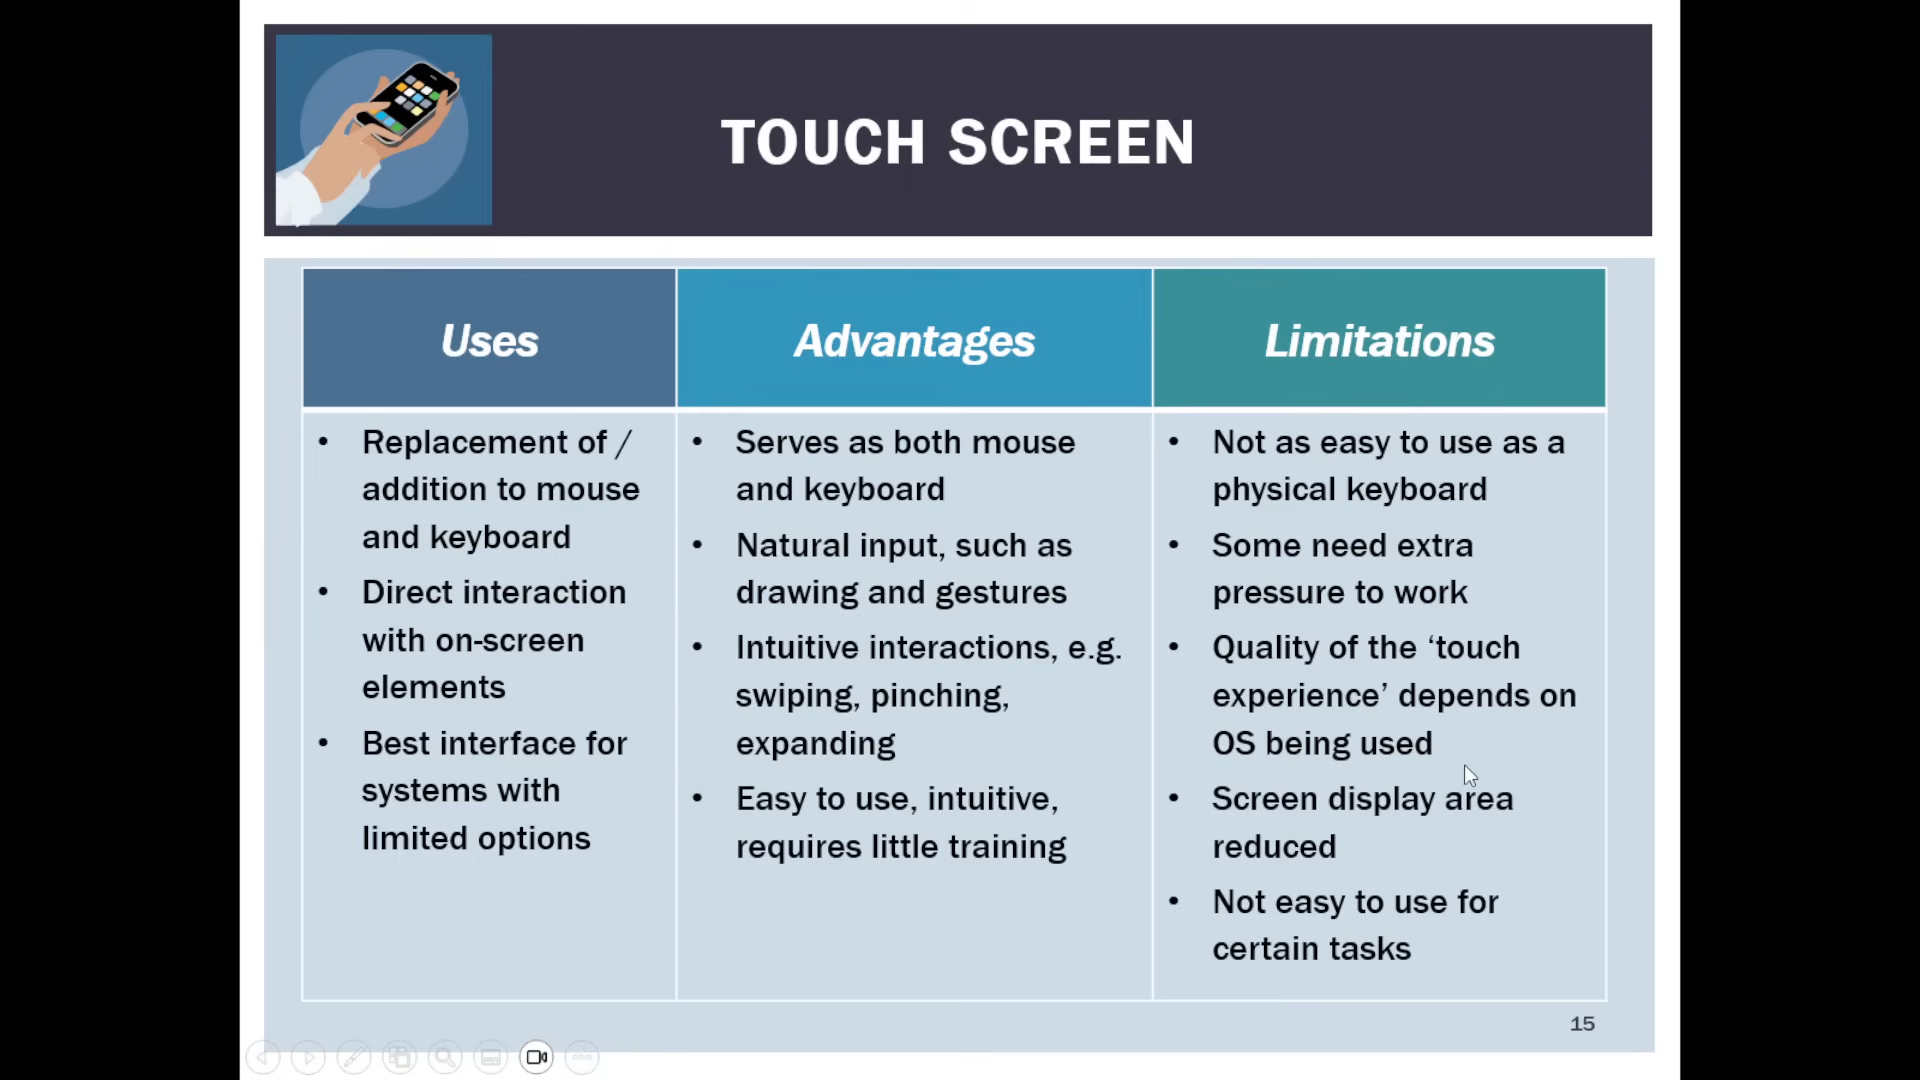 TOUCH SCREEN
Uses
Advantages
Limitations
• Replacement of /
addition to mouse
and keyboard
• Direct interaction
with on-screen
elements
• Best interface for
systems with
limited options
• Serves as both mouse
and keyboard
• Natural input, such as
drawing and gestures
• Intuitive interactions, e.g.
swiping, pinching,
expanding
• Easy to use, intuitive,
requires little training
• Not as easy to use as a
physical keyboard
• Some need extra
pressure to work
• Quality of the ‘touch
experience’ depends on
OS being used
• Screen display area
reduced
• Not easy to use for
certain tasks
15